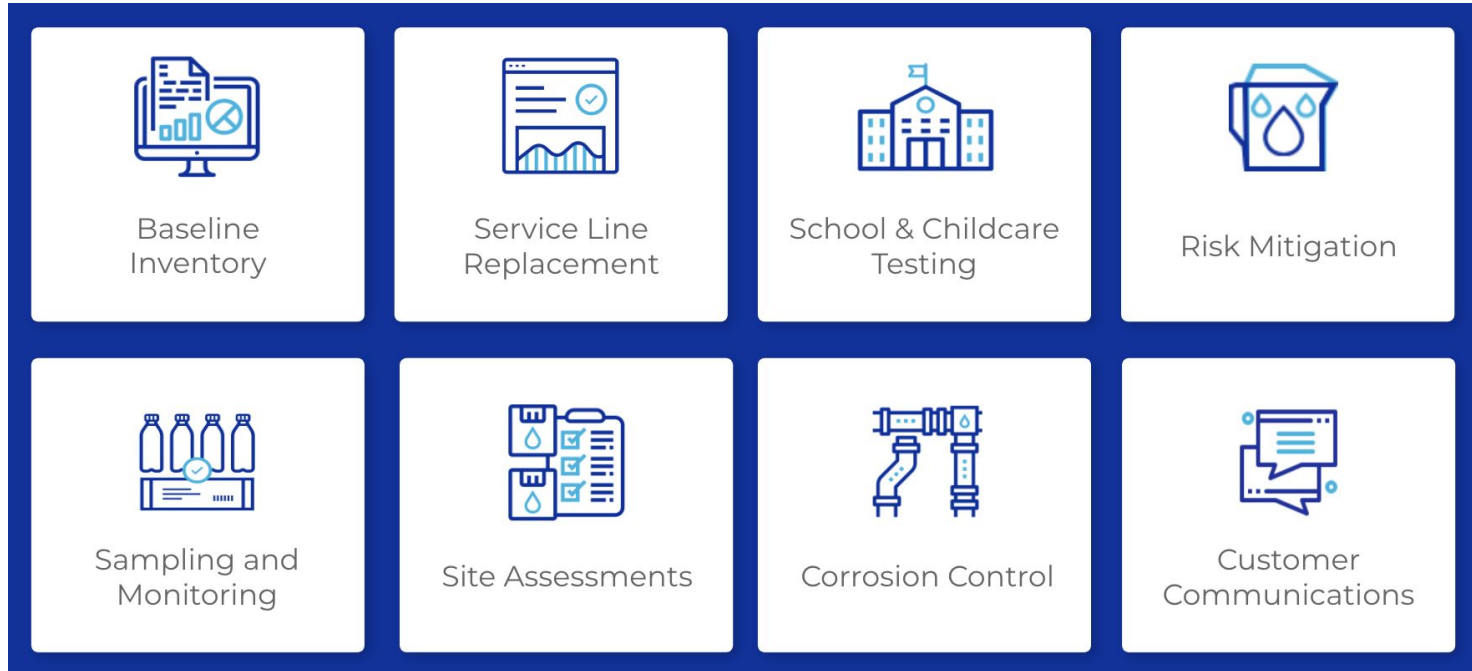 Baseline
Inventory
Service Line
Replacement
School & Childcare
Testing
Risk Mitigation
Sampling and
Monitoring
Site Assessments
Corrosion Control
Customer
Communications